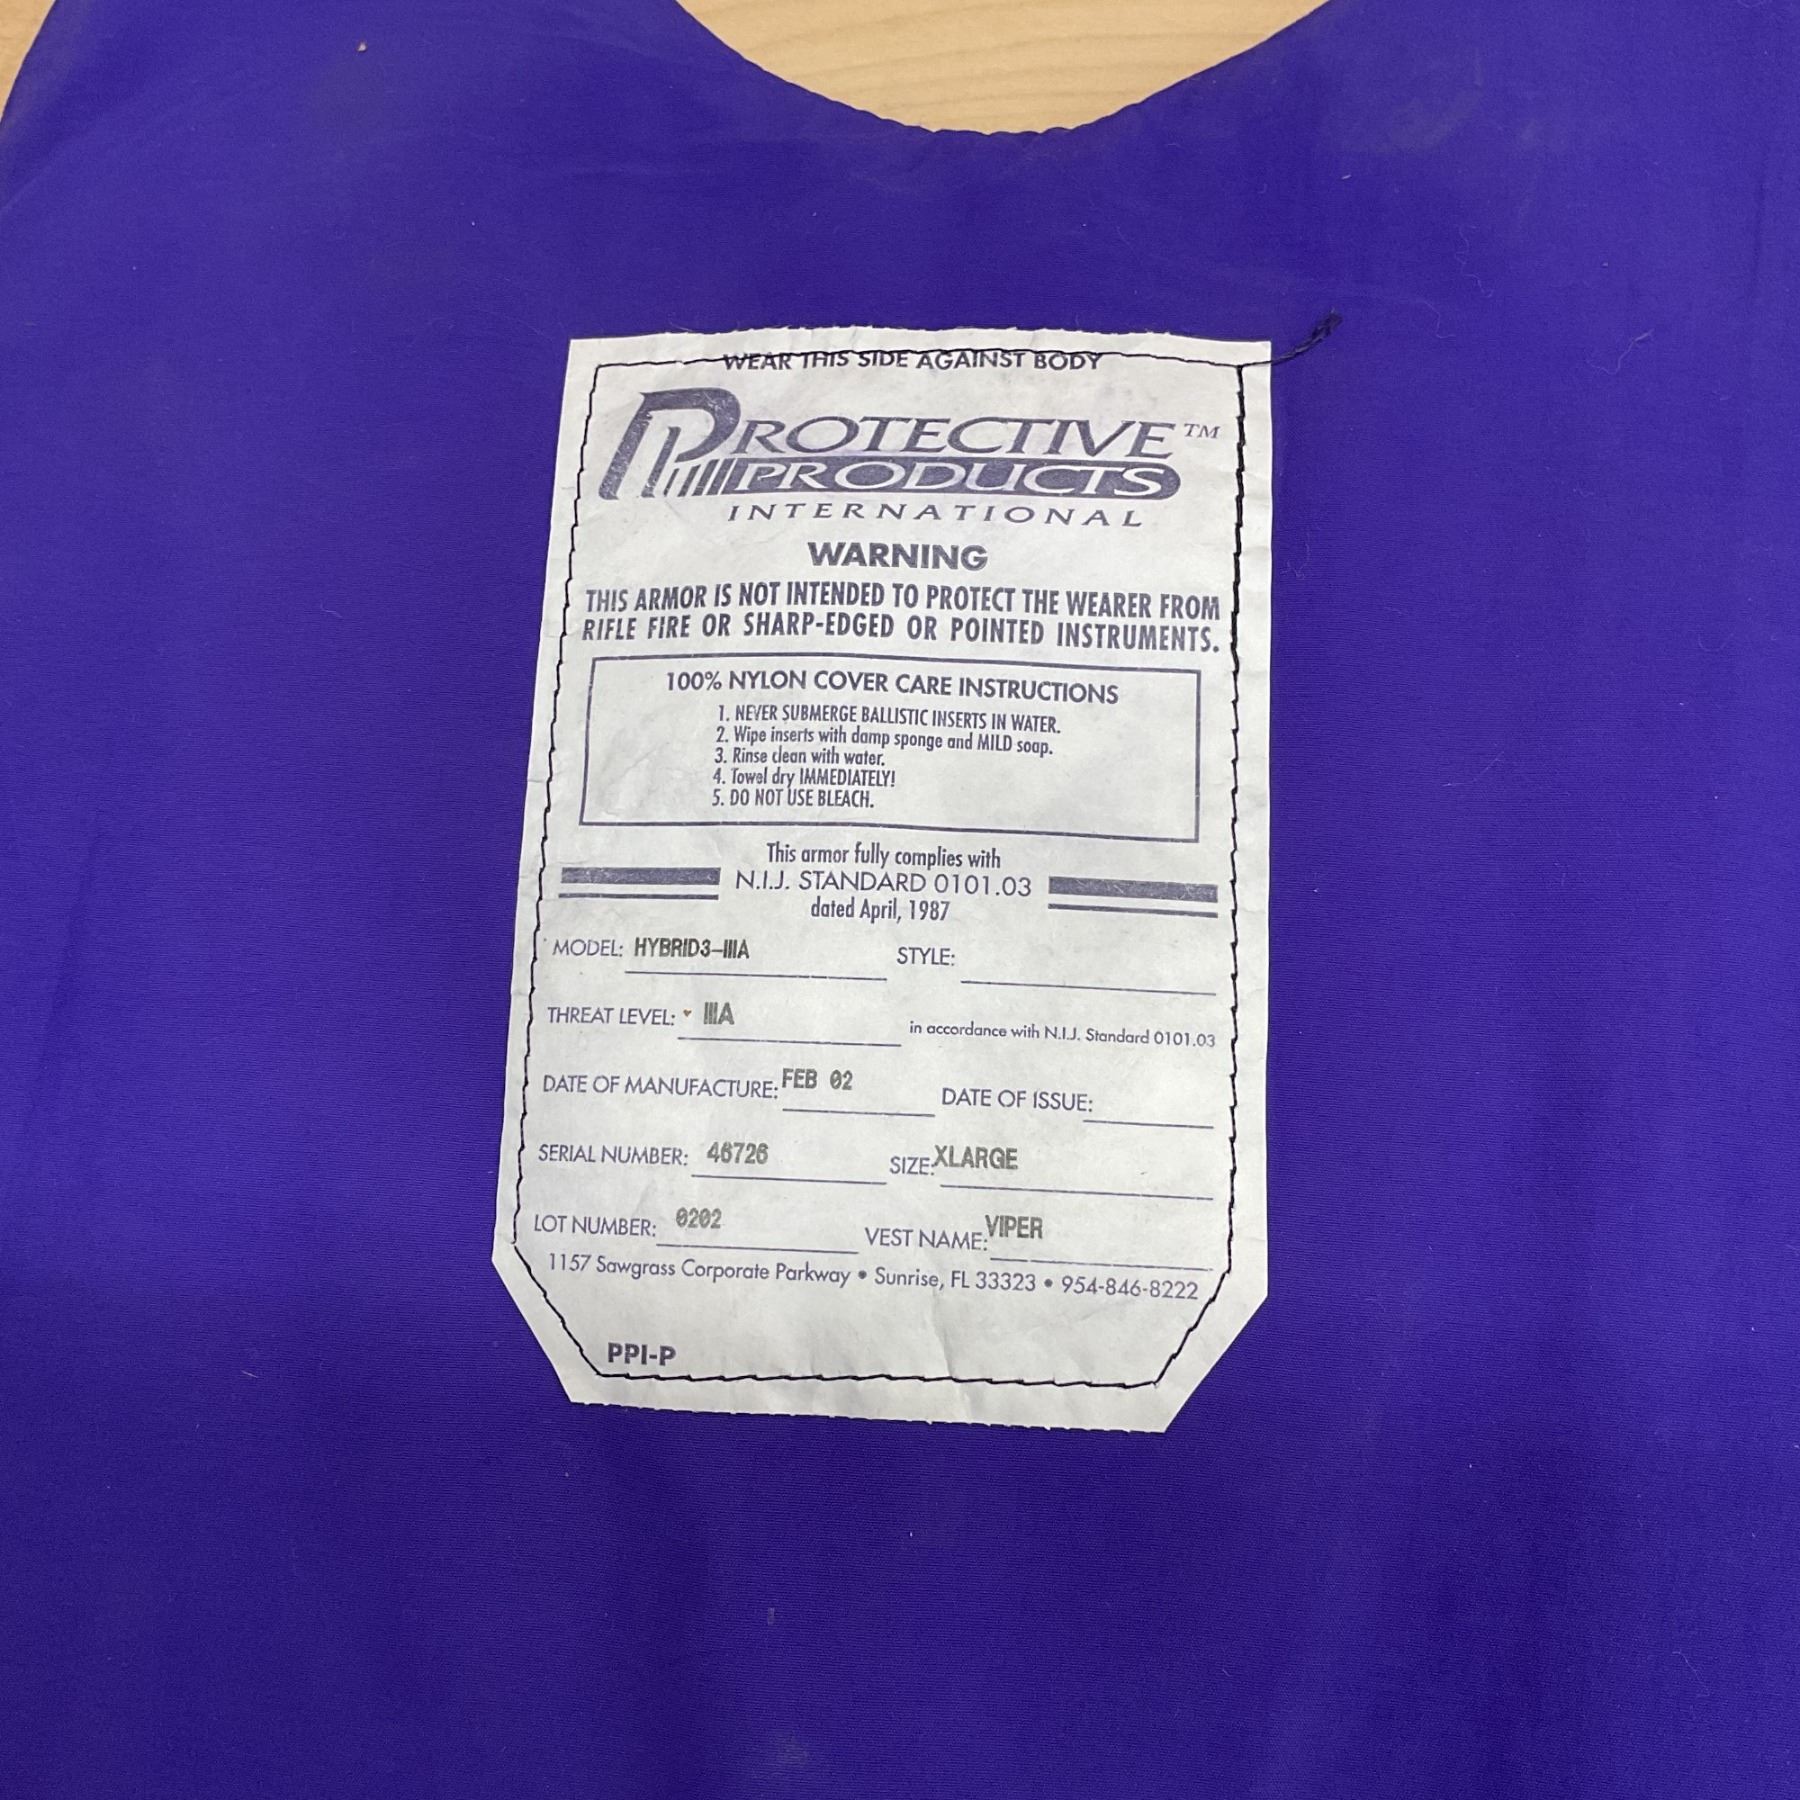 WEAR THIS SIDE AGAINST BODY
PROTECTIVE™
PRODUCTS
INTERNATIONAL
WARNING
THIS ARMOR IS NOT INTENDED TO PROTECT THE WEARER FROM
RIFLE FIRE OR SHARP-EDGED OR POINTED INSTRUMENTS.
100% NYLON COVER CARE INSTRUCTIONS
1. NEVER SUBMERGE BALLISTIC INSERTS IN WATER.
2. Wipe inserts with damp sponge and MILD soap.
3. Rinse clean with water.
4. Towel dry IMMEDIATELY!
5. DO NOT USE BLEACH.
This armor fully complies with
N.I.J. STANDARD 0101.03
dated April, 1987
MODEL: HYBRID3-IIIA STYLE:
THREAT LEVEL: IIIA in accordance with N.I.J. Standard 0101.03
DATE OF MANUFACTURE: FEB 02 DATE OF ISSUE:
SERIAL NUMBER: 46726 SIZE: XLARGE
LOT NUMBER: 0202 VEST NAME: VIPER
1157 Sawgrass Corporate Parkway • Sunrise, FL 33323 • 954-846-8222
PPI-P